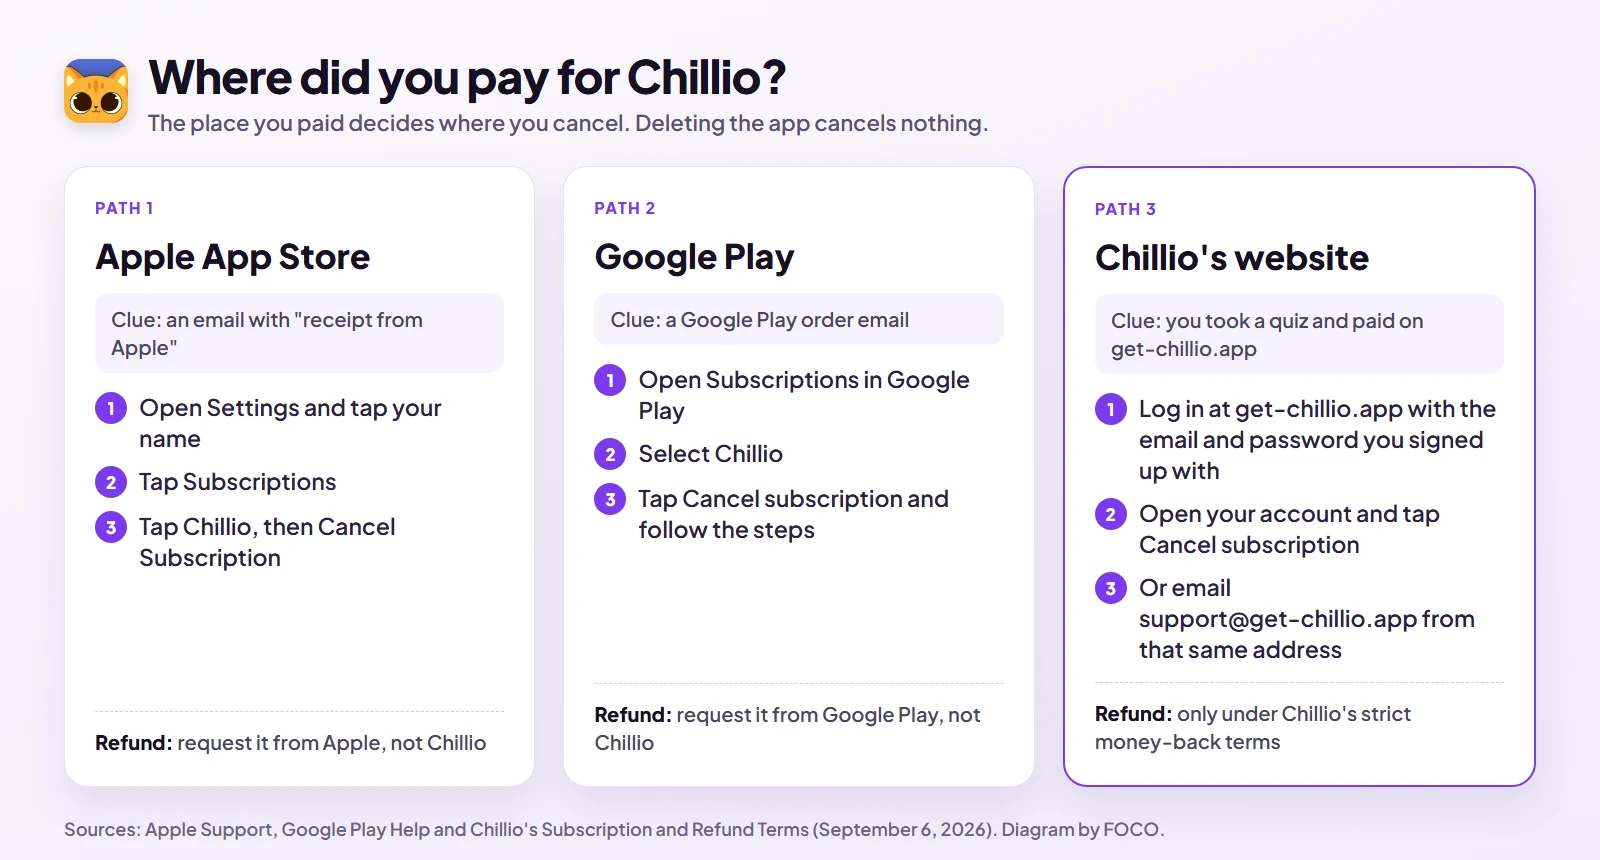 Where did you pay for Chillio?
The place you paid decides where you cancel. Deleting the app cancels nothing.
PATH 1
Apple App Store
Clue: an email with "receipt from
Apple"
1 Open Settings and tap your
name
2 Tap Subscriptions
3 Tap Chillio, then Cancel
Subscription
Refund: request it from Apple, not Chillio
PATH 2
Google Play
Clue: a Google Play order email
1 Open Subscriptions in Google
Play
2 Select Chillio
3 Tap Cancel subscription and
follow the steps
Refund: request it from Google Play, not
Chillio
PATH 3
Chillio's website
Clue: you took a quiz and paid on
get-chillio.app
1 Log in at get-chillio.app with the
email and password you signed
up with
2 Open your account and tap
Cancel subscription
3 Or email
support@get-chillio.app from
that same address
Refund: only under Chillio's strict
money-back terms
Sources: Apple Support, Google Play Help and Chillio's Subscription and Refund Terms (September 6, 2026). Diagram by FOCO.